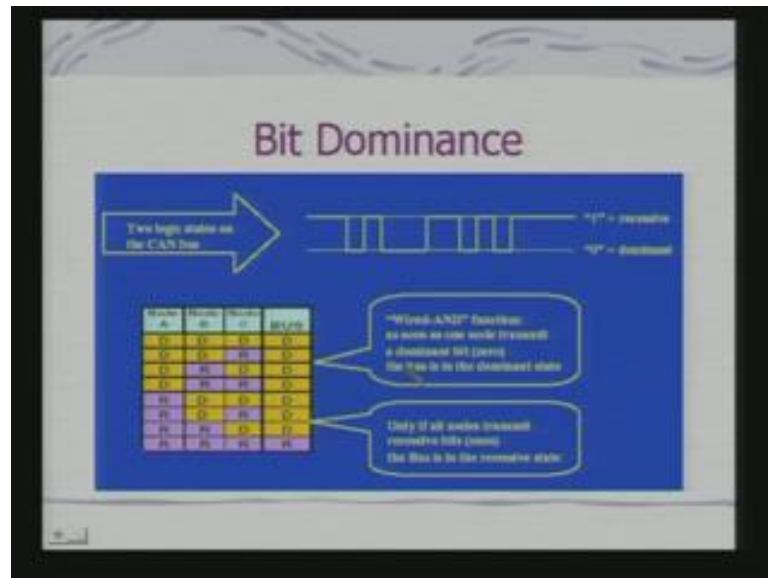 Bit Dominance
Two logic states on
the CAN bus
"1" = recessive
"0" = dominant
Node A Node B Node C BUS
D D D D
D D R D
D R D D
D R R D
R D D D
R D R D
R R D D
R R R R
"Wired-AND" function:
as soon as one node transmit
a dominant bit (zero)
the bus is in the dominant state
Only if all nodes transmit
recessive bits (ones)
the Bus is in the recessive state